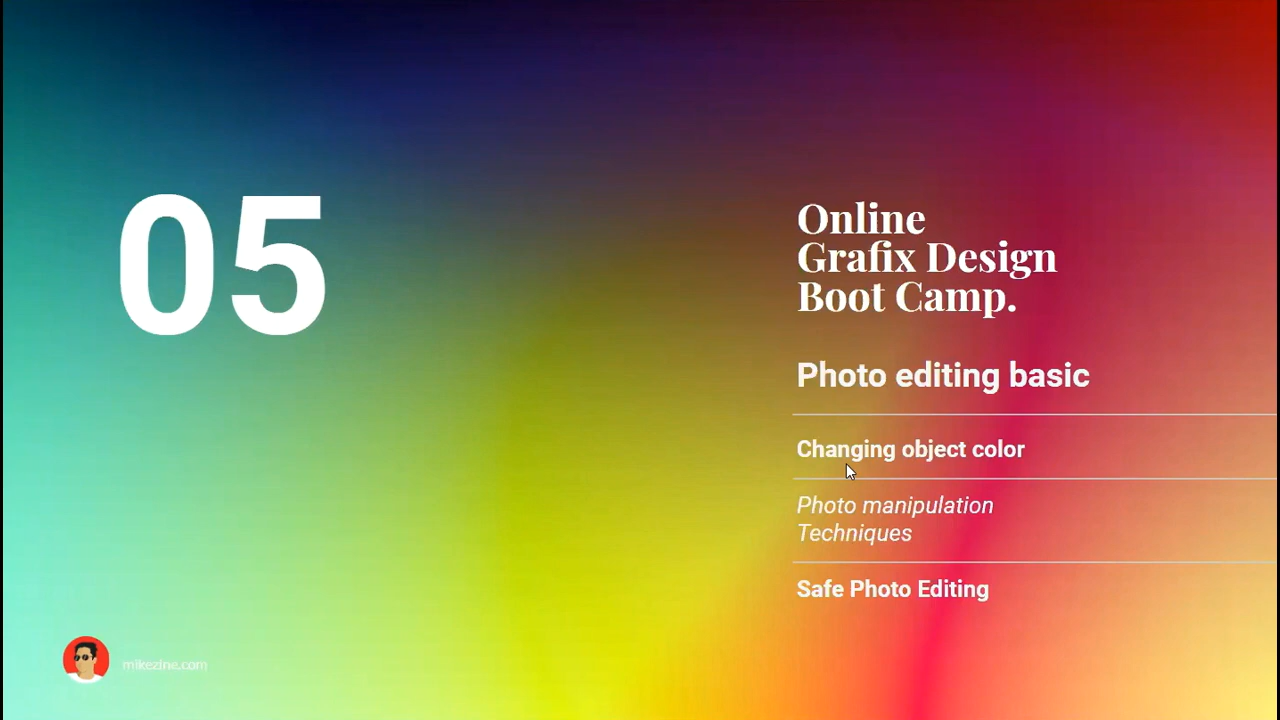 05
Online
Grafix Design
Boot Camp.
Photo editing basic
Changing object color
Photo manipulation
Techniques
Safe Photo Editing
mikezine.com